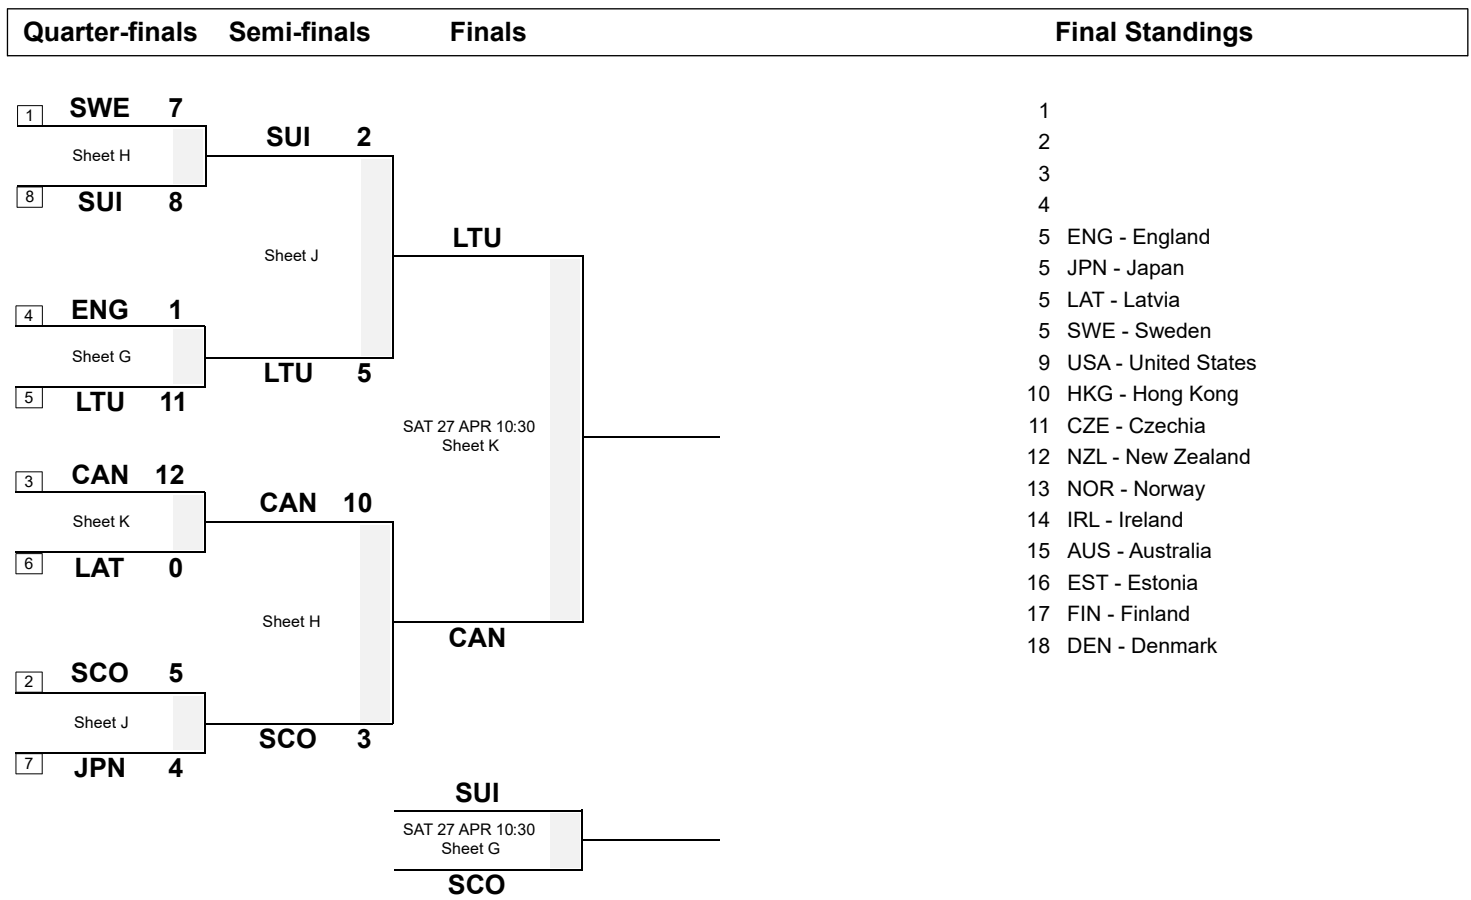 Quarter-finals Semi-finals Finals Final Standings
1 SWE 7
Sheet H
8 SUI 8
4 ENG 1
Sheet G
5 LTU 11
3 CAN 12
Sheet K
6 LAT 0
2 SCO 5
Sheet J
7 JPN 4
SUI 2
Sheet J
LTU 5
CAN 10
Sheet H
SCO 3
LTU
SAT 27 APR 10:30
Sheet K
CAN
SUI
SAT 27 APR 10:30
Sheet G
SCO
1
2
3
4
5 ENG - England
5 JPN - Japan
5 LAT - Latvia
5 SWE - Sweden
9 USA - United States
10 HKG - Hong Kong
11 CZE - Czechia
12 NZL - New Zealand
13 NOR - Norway
14 IRL - Ireland
15 AUS - Australia
16 EST - Estonia
17 FIN - Finland
18 DEN - Denmark